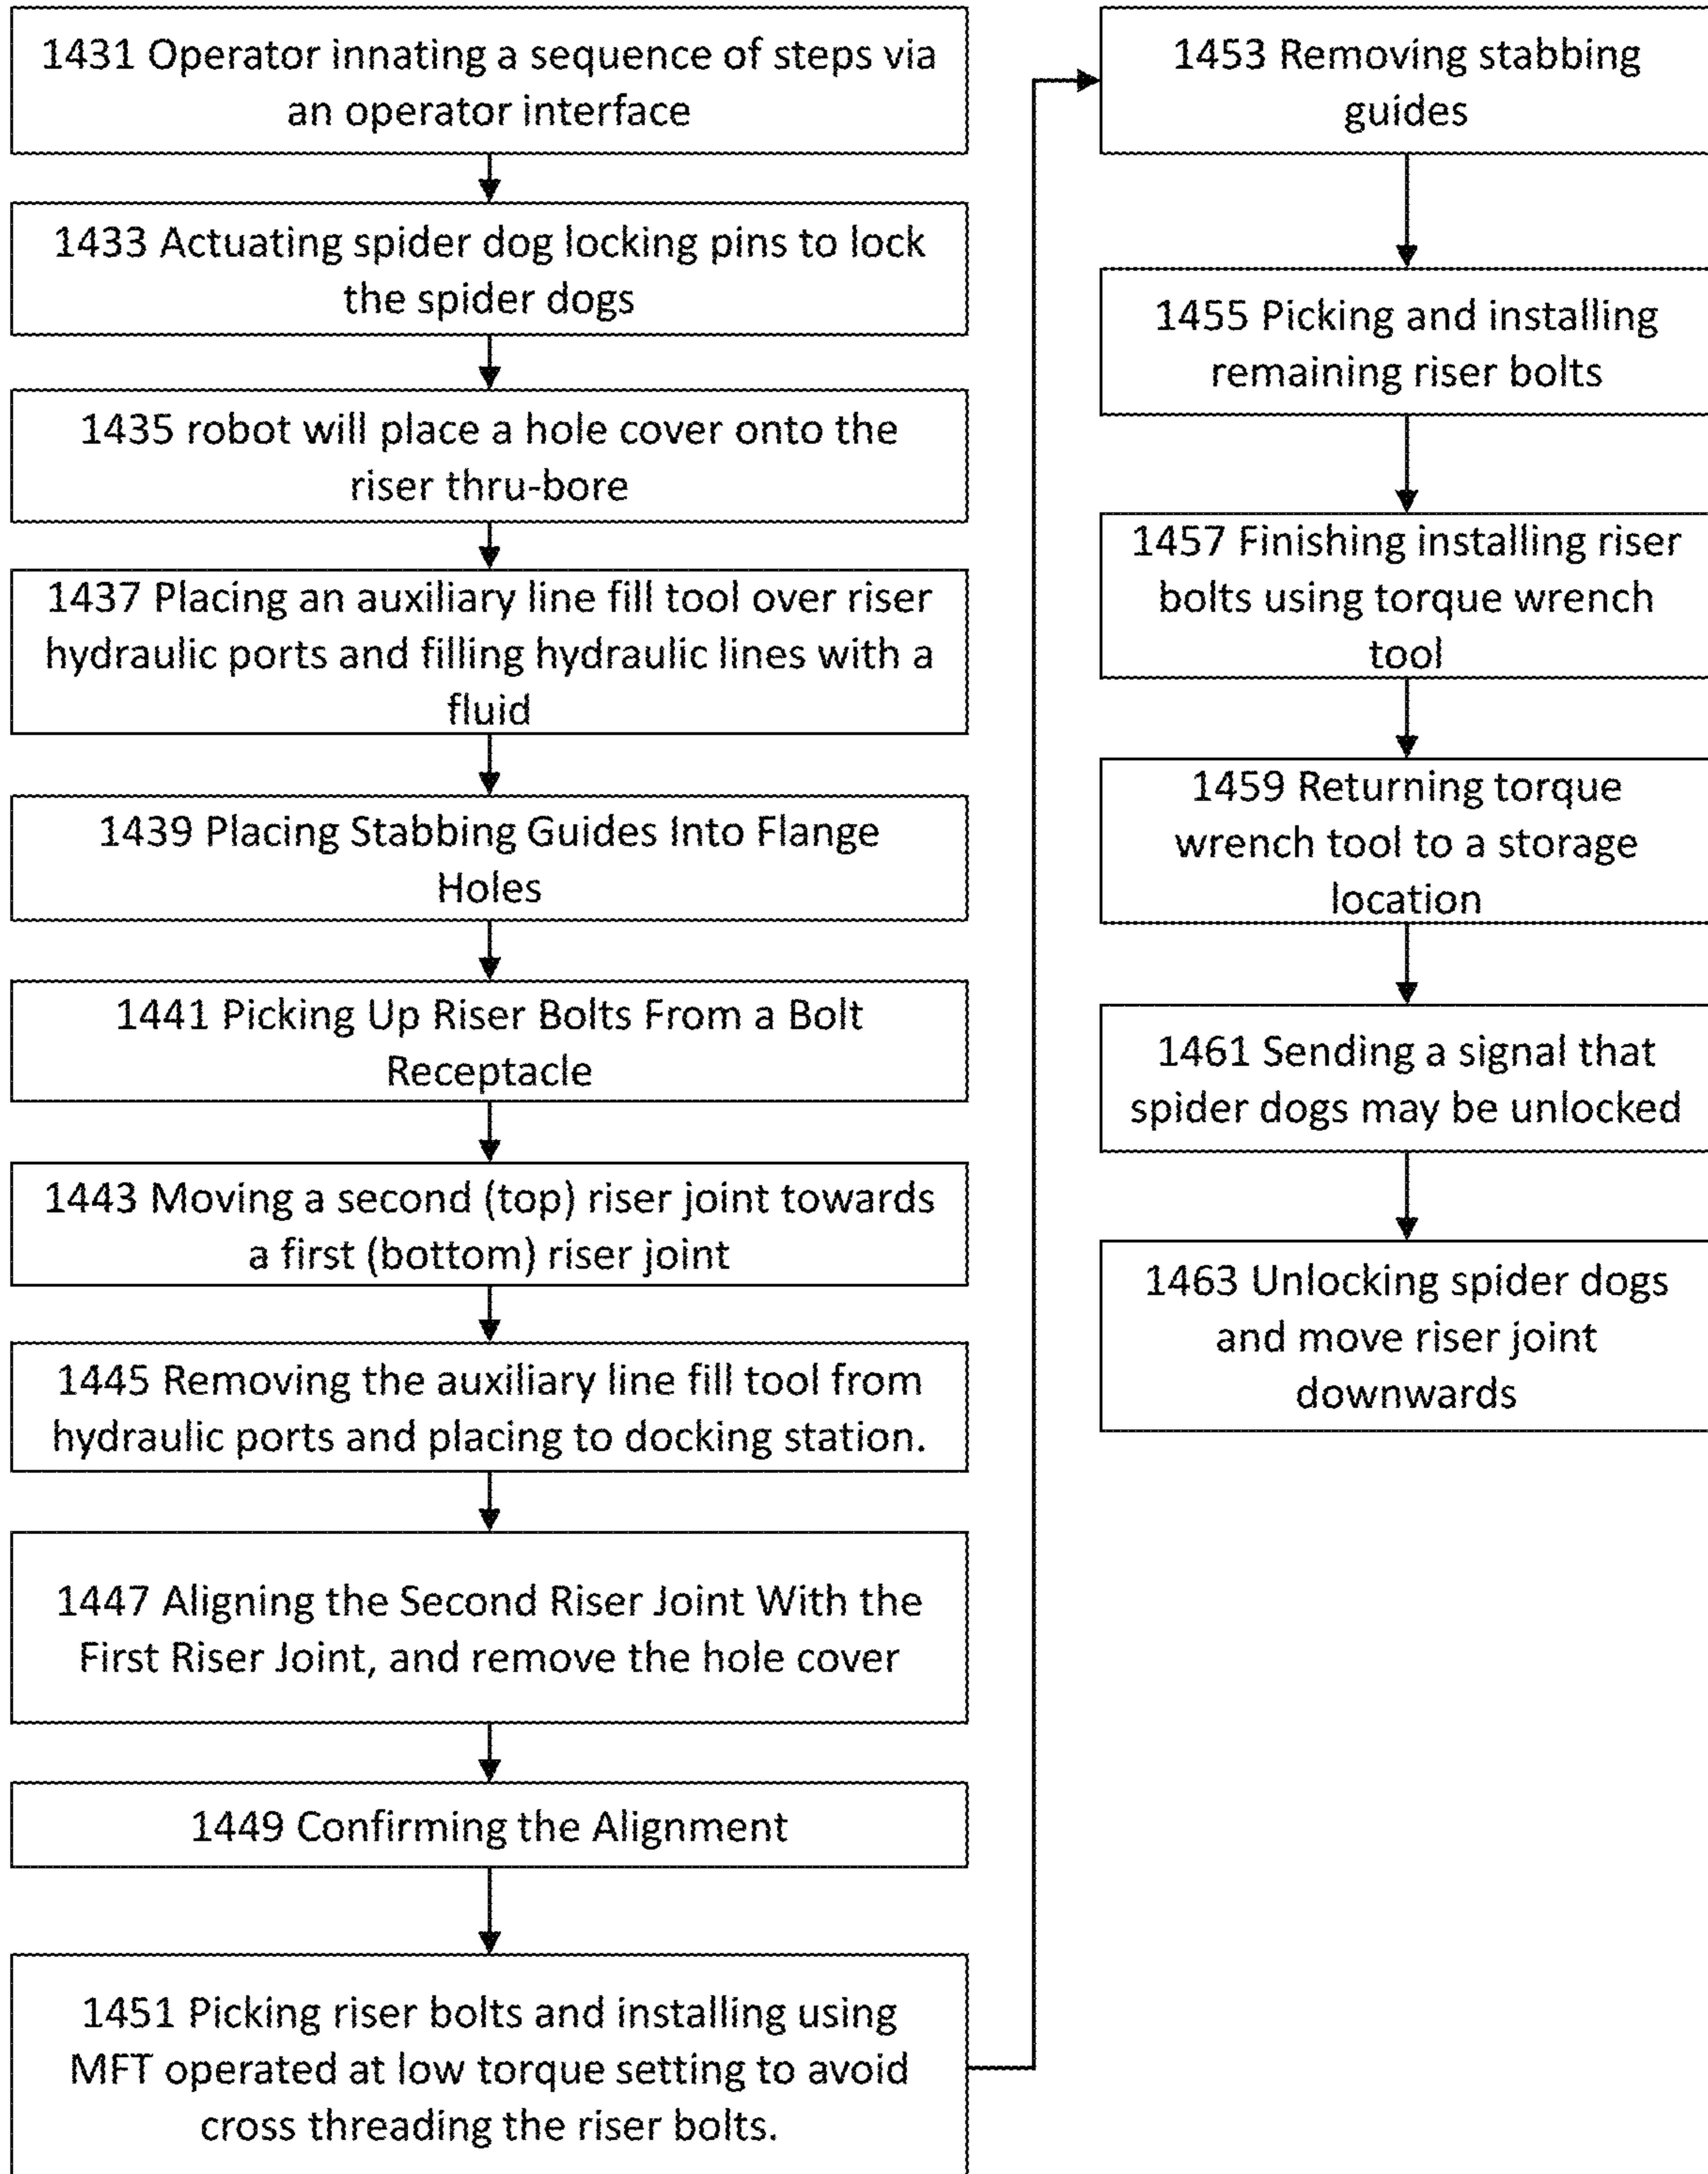 1431 Operator innating a sequence of steps via
an operator interface
1433 Actuating spider dog locking pins to lock
the spider dogs
1435 robot will place a hole cover onto the
riser thru-bore
1437 Placing an auxiliary line fill tool over riser
hydraulic ports and filling hydraulic lines with a
fluid
1439 Placing Stabbing Guides Into Flange
Holes
1441 Picking Up Riser Bolts From a Bolt
Receptacle
1443 Moving a second (top) riser joint towards
a first (bottom) riser joint
1445 Removing the auxiliary line fill tool from
hydraulic ports and placing to docking station.
1447 Aligning the Second Riser Joint With the
First Riser Joint, and remove the hole cover
1449 Confirming the Alignment
1451 Picking riser bolts and installing using
MFT operated at low torque setting to avoid
cross threading the riser bolts.
1453 Removing stabbing
guides
1455 Picking and installing
remaining riser bolts
1457 Finishing installing riser
bolts using torque wrench
tool
1459 Returning torque
wrench tool to a storage
location
1461 Sending a signal that
spider dogs may be unlocked
1463 Unlocking spider dogs
and move riser joint
downwards